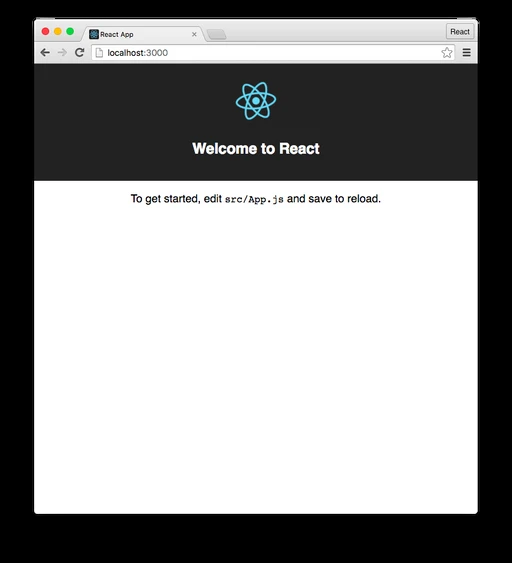 React App
React
localhost:3000
Welcome to React
To get started, edit src/App.js and save to reload.